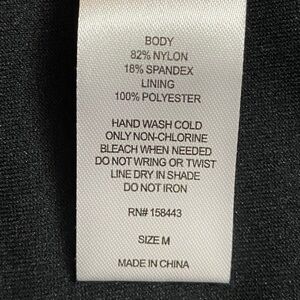 BODY
82% NYLON
18% SPANDEX
LINING
100% POLYESTER
HAND WASH COLD
ONLY NON-CHLORINE
BLEACH WHEN NEEDED
DO NOT WRING OR TWIST
LINE DRY IN SHADE
DO NOT IRON
RN# 158443
SIZE M
MADE IN CHINA